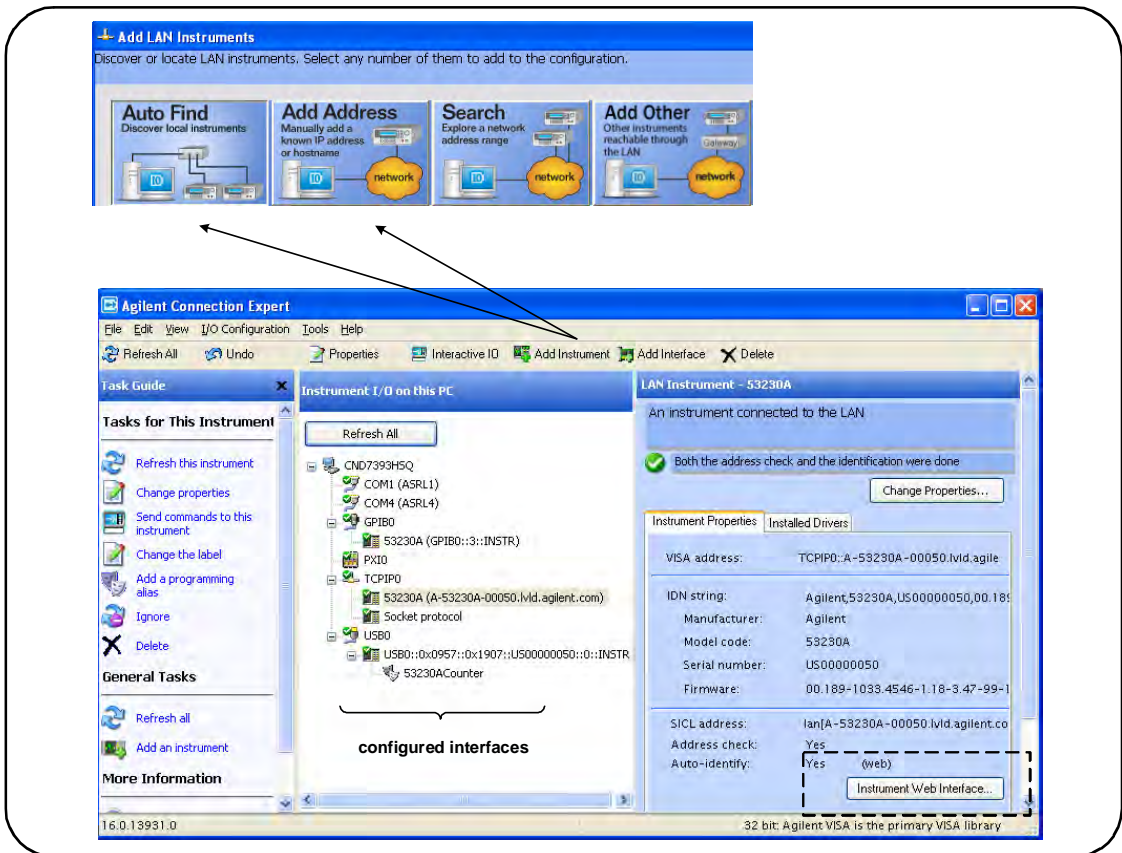 Add LAN Instruments
Discover or locate LAN instruments. Select any number of them to add to the configuration.
Auto Find
Discover local instruments
IO
Add Address
Manually add a
known IP address
or hostname
IO
network
Search
Explore a network
address range
IO
network
Add Other
Other instruments
reachable through
the LAN
Gateway
IO
network
Agilent Connection Expert
File Edit View I/O Configuration Tools Help
Refresh All Undo Properties Interactive IO Add Instrument Add Interface Delete
Task Guide
Tasks for This Instrument
Refresh this instrument
Change properties
Send commands to this
instrument
Change the label
Add a programming
alias
Ignore
Delete
General Tasks
Refresh all
Add an instrument
More Information
Instrument I/O on this PC
Refresh All
CND7393HSQ
COM1 (ASRL1)
COM4 (ASRL4)
GPIB0
53230A (GPIB0::3::INSTR)
PXI0
TCPIP0
53230A (A-53230A-00050.lvld.agilent.com)
Socket protocol
USB0
USB0::0x0957::0x1907::US00000050::0::INSTR
53230ACounter
configured interfaces
LAN Instrument - 53230A
An instrument connected to the LAN
Both the address check and the identification were done
Change Properties...
Instrument Properties Installed Drivers
VISA address: TCPIP0::A-53230A-00050.lvld.agile
IDN string: Agilent,53230A,US00000050,00.189
Manufacturer: Agilent
Model code: 53230A
Serial number: US00000050
Firmware: 00.189-1033.4546-1.18-3.47-99-1
SICL address: lan[A-53230A-00050.lvld.agilent.co
Address check: Yes
Auto-identify: Yes (web)
Instrument Web Interface...
16.0.13931.0
32 bit: Agilent VISA is the primary VISA library